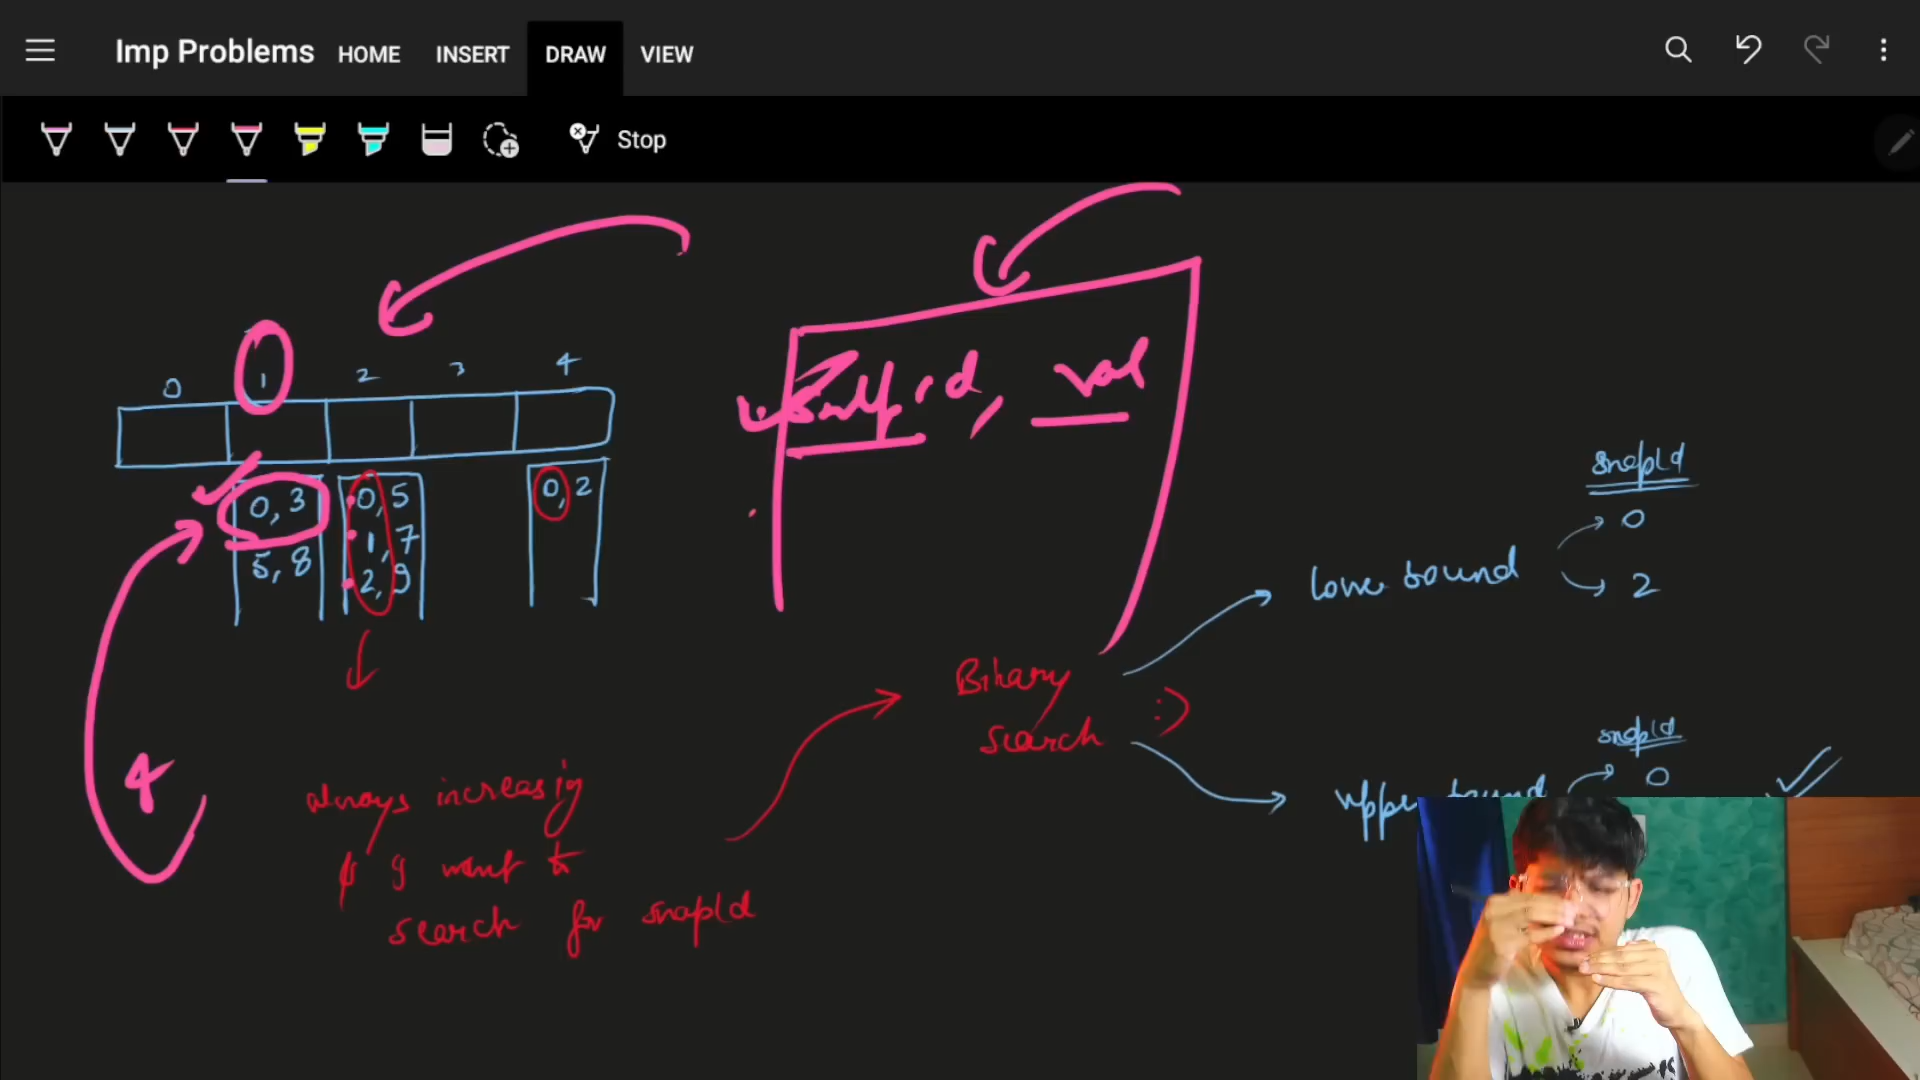 Imp Problems HOME INSERT DRAW VIEW
Stop
0 1 2 3 4
0, 3
5, 8
0, 5
1, 7
2, 9
0, 2
id, val
snapId
0
2
lower bound
Binary
search :)
snapId
0
upper bound
4
always increasing
I want to
search for snapId